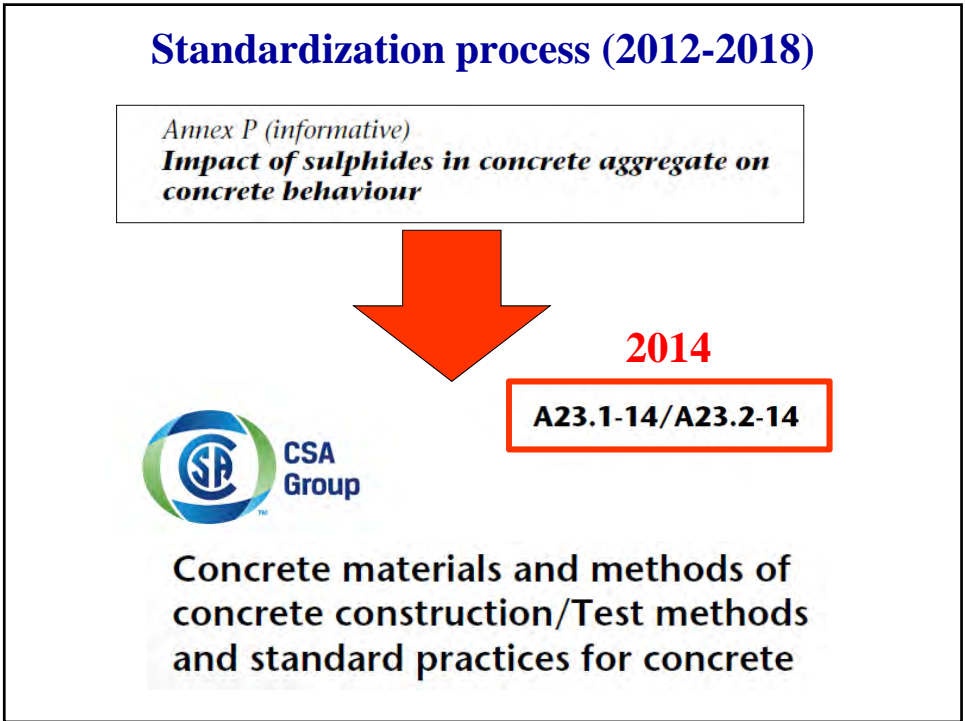 Standardization process (2012-2018)
Annex P (informative)
Impact of sulphides in concrete aggregate on
concrete behaviour
2014
A23.1-14/A23.2-14
CSA
Group
TM
Concrete materials and methods of
concrete construction/Test methods
and standard practices for concrete